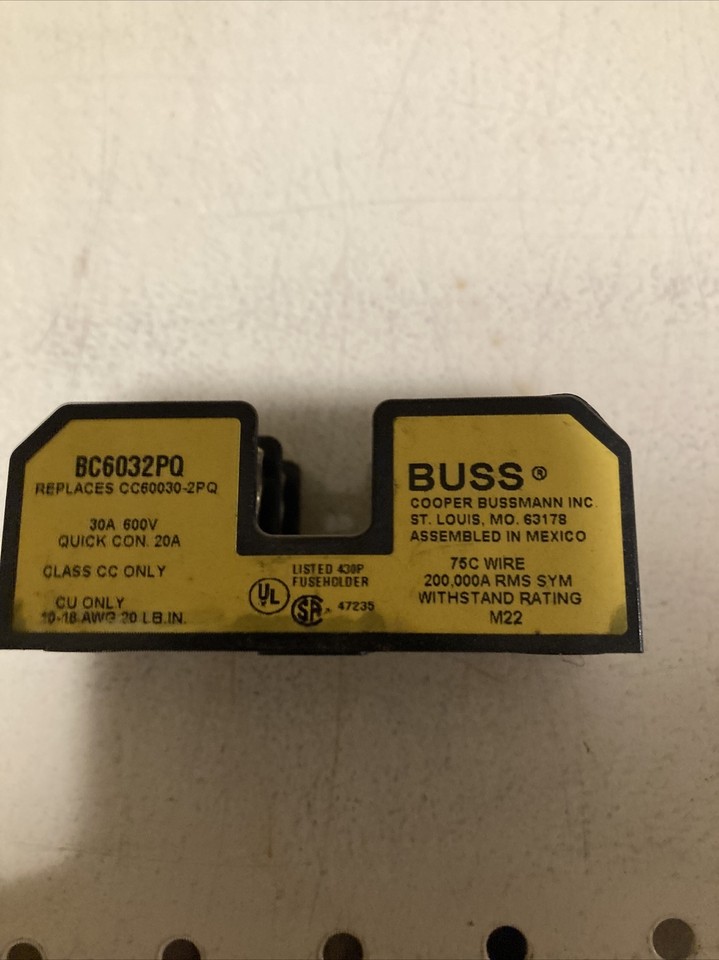 BC6032PQ
REPLACES CC60030-2PQ
30A 600V
QUICK CON. 20A
CLASS CC ONLY
CU ONLY
10-18 AWG 20 LB.IN.
UL
LISTED 430P
FUSEHOLDER
SA 47235
BUSS ®
COOPER BUSSMANN INC.
ST. LOUIS, MO. 63178
ASSEMBLED IN MEXICO
75C WIRE
200,000A RMS SYM
WITHSTAND RATING
M22